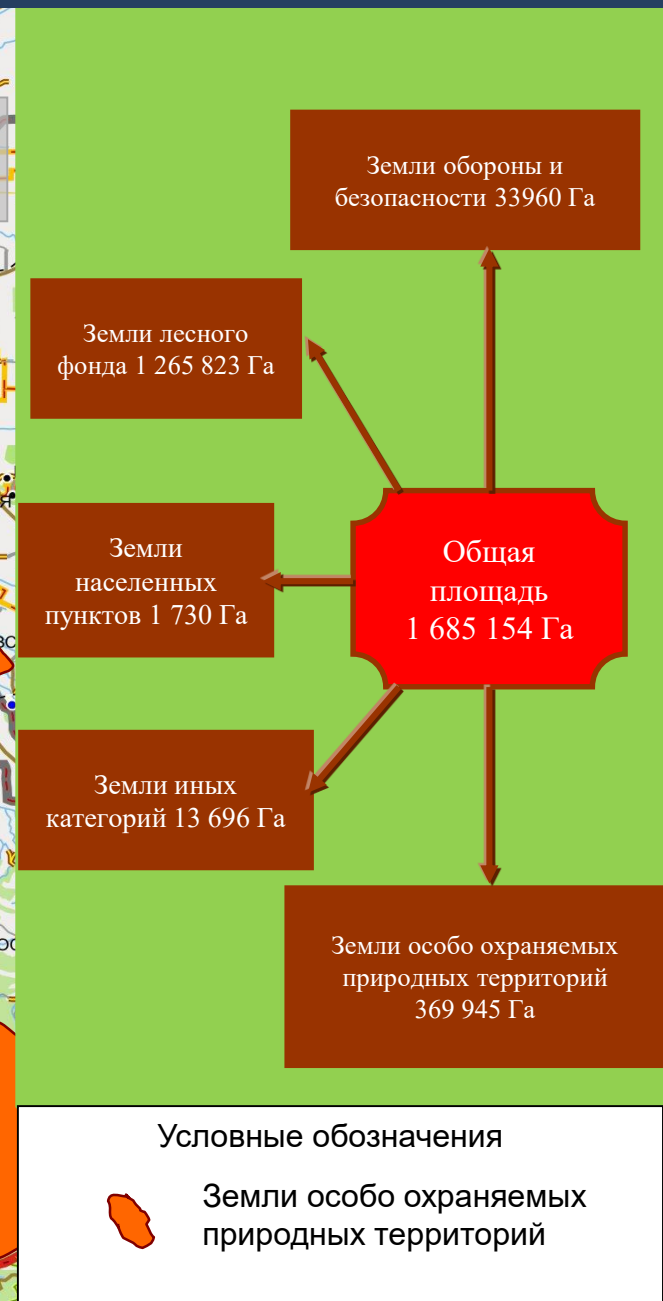 Земли обороны и
безопасности 33960 Га
Земли лесного
фонда 1 265 823 Га
Земли
населенных
пунктов 1 730 Га
Общая
площадь
1 685 154 Га
Земли иных
категорий 13 696 Га
Земли особо охраняемых
природных территорий
369 945 Га
Условные обозначения
Земли особо охраняемых
природных территорий